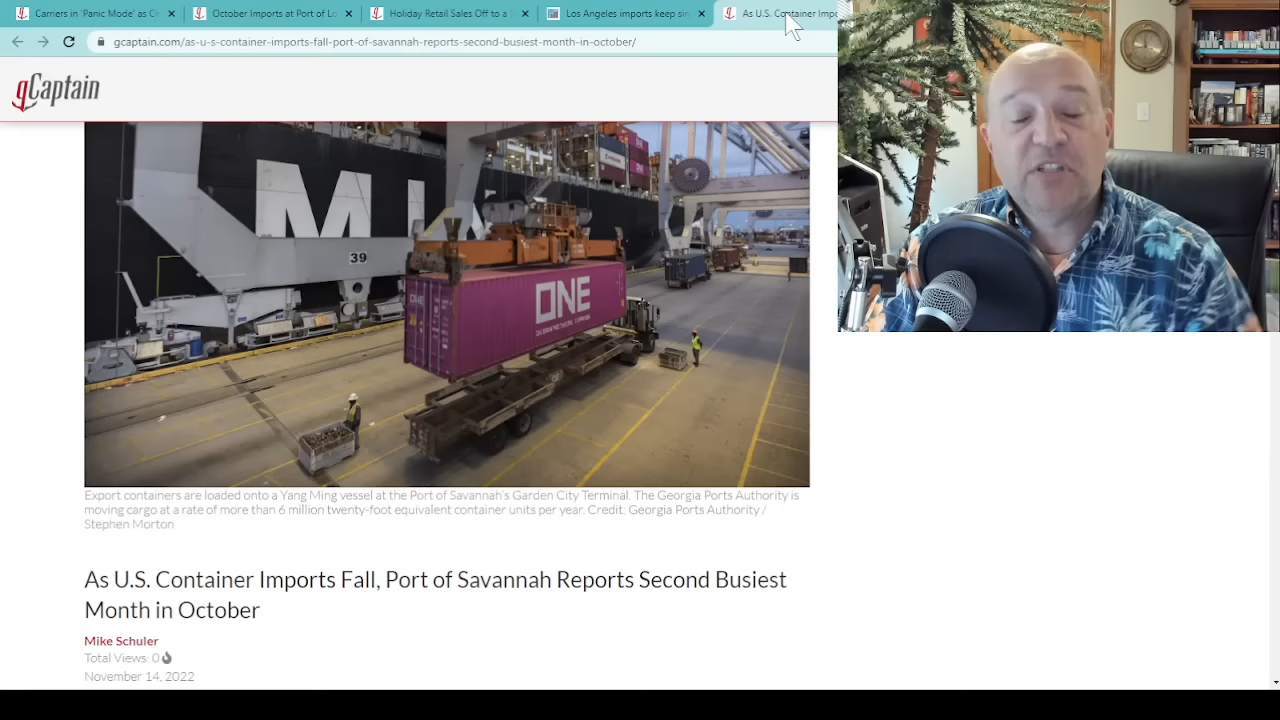 Carriers in 'Panic Mode' as Ch
October Imports at Port of Lo
Holiday Retail Sales Off to a S
Los Angeles imports keep sin
As U.S. Container Impo
gcaptain.com/as-u-s-container-imports-fall-port-of-savannah-reports-second-busiest-month-in-october/
gCaptain
39
ONE
Export containers are loaded onto a Yang Ming vessel at the Port of Savannah's Garden City Terminal. The Georgia Ports Authority is
moving cargo at a rate of more than 6 million twenty-foot equivalent container units per year. Credit: Georgia Ports Authority /
Stephen Morton
As U.S. Container Imports Fall, Port of Savannah Reports Second Busiest
Month in October
Mike Schuler
Total Views: 0
November 14, 2022